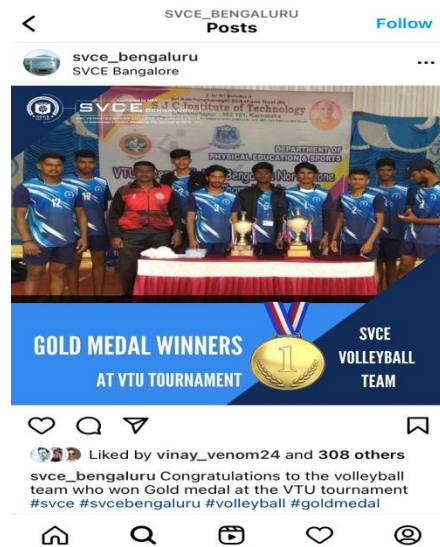 SVCE_BENGALURU
Posts
Follow
svce_bengaluru
SVCE Bangalore
SVCE
S J C Institute of Technology
DEPARTMENT OF
PHYSICAL EDUCATION & SPORTS
VTU
Zone
12
GOLD MEDAL WINNERS
AT VTU TOURNAMENT
1
SVCE
VOLLEYBALL
TEAM
Liked by vinay_venom24 and 308 others
svce_bengaluru Congratulations to the volleyball
team who won Gold medal at the VTU tournament
#svce #svcebengaluru #volleyball #goldmedal